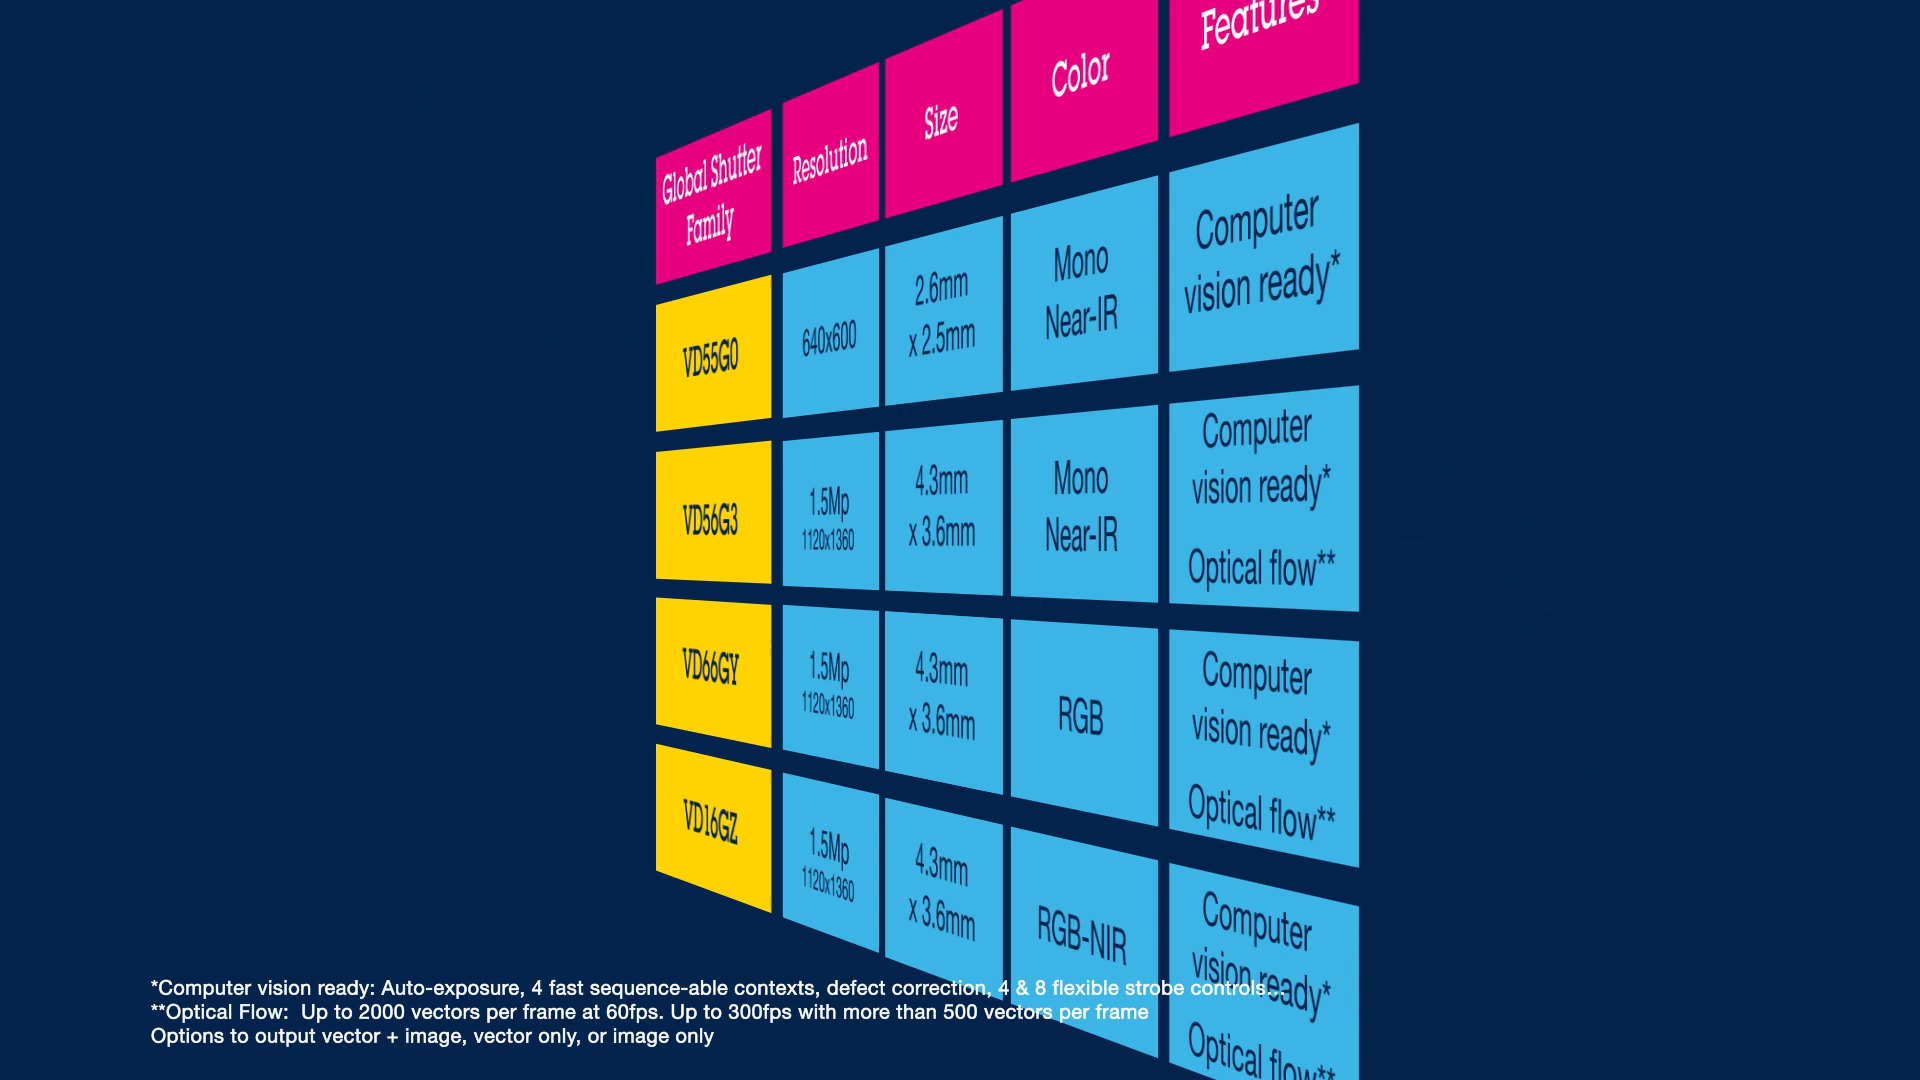 Global Shutter
Family
Resolution
Size
Color
Features
VD55G0
640x600
2.6mm
x 2.5mm
Mono
Near-IR
Computer
vision ready*
VD56G3
1.5Mp
1120x1360
4.3mm
x 3.6mm
Mono
Near-IR
Computer
vision ready*
Optical flow**
VD66GY
1.5Mp
1120x1360
4.3mm
x 3.6mm
RGB
Computer
vision ready*
Optical flow**
VD16GZ
1.5Mp
1120x1360
4.3mm
x 3.6mm
RGB-NIR
Computer
vision ready*
Optical flow**
*Computer vision ready: Auto-exposure, 4 fast sequence-able contexts, defect correction, 4 & 8 flexible strobe controls...
**Optical Flow:  Up to 2000 vectors per frame at 60fps. Up to 300fps with more than 500 vectors per frame
Options to output vector + image, vector only, or image only